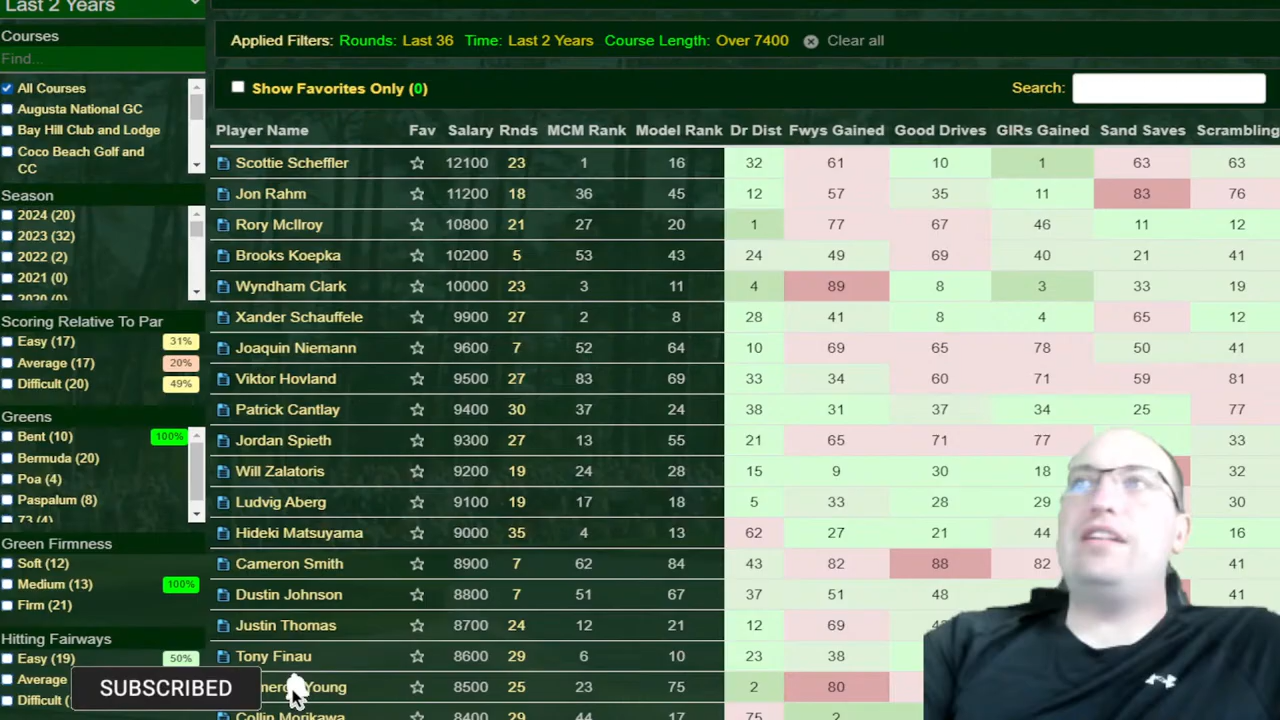 Last 2 Years
Courses
Find...
All Courses
Augusta National GC
Bay Hill Club and Lodge
Coco Beach Golf and
CC
Season
2024 (20)
2023 (32)
2022 (2)
2021 (0)
2020 (0)
Scoring Relative To Par
Easy (17) 31%
Average (17) 20%
Difficult (20) 49%
Greens
Bent (10) 100%
Bermuda (20)
Poa (4)
Paspalum (8)
Green Firmness
Soft (12)
Medium (13) 100%
Firm (21)
Hitting Fairways
Easy (19) 50%
Average
Difficult (
SUBSCRIBED
Applied Filters: Rounds: Last 36 Time: Last 2 Years Course Length: Over 7400 Clear all
Show Favorites Only (0) Search:
Player Name Fav Salary Rnds MCM Rank Model Rank Dr Dist Fwys Gained Good Drives GIRs Gained Sand Saves Scrambling
Scottie Scheffler 12100 23 1 16 32 61 10 1 63 63
Jon Rahm 11200 18 36 45 12 57 35 11 83 76
Rory McIlroy 10800 21 27 20 1 77 67 46 11 12
Brooks Koepka 10200 5 53 43 24 49 69 40 21 41
Wyndham Clark 10000 23 3 11 4 89 8 3 33 19
Xander Schauffele 9900 27 2 8 28 41 8 4 65 12
Joaquin Niemann 9600 7 52 64 10 69 65 78 50 41
Viktor Hovland 9500 27 83 69 33 34 60 71 59 81
Patrick Cantlay 9400 30 37 24 38 31 37 34 25 77
Jordan Spieth 9300 27 13 55 21 65 71 77 33
Will Zalatoris 9200 19 24 28 15 9 30 18 32
Ludvig Aberg 9100 19 17 18 5 33 28 29 30
Hideki Matsuyama 9000 35 4 13 62 27 21 44 16
Cameron Smith 8900 7 62 84 43 82 88 82 41
Dustin Johnson 8800 7 51 67 37 51 48 41
Justin Thomas 8700 24 12 21 12 69
Tony Finau 8600 29 6 10 23 38
Young 8500 25 23 75 2 80
Collin Morikawa 8400 29 44 17 75 2